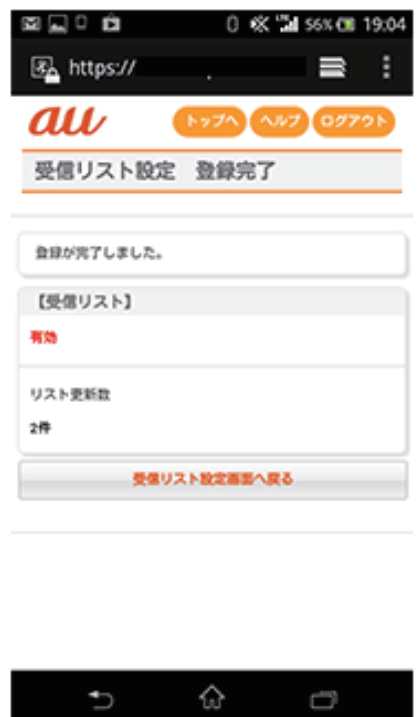 56% 19:04
https://
au
トップへ ヘルプ ログアウト
受信リスト設定 登録完了
登録が完了しました。
【受信リスト】
有効
リスト更新数
2件
受信リスト設定画面へ戻る